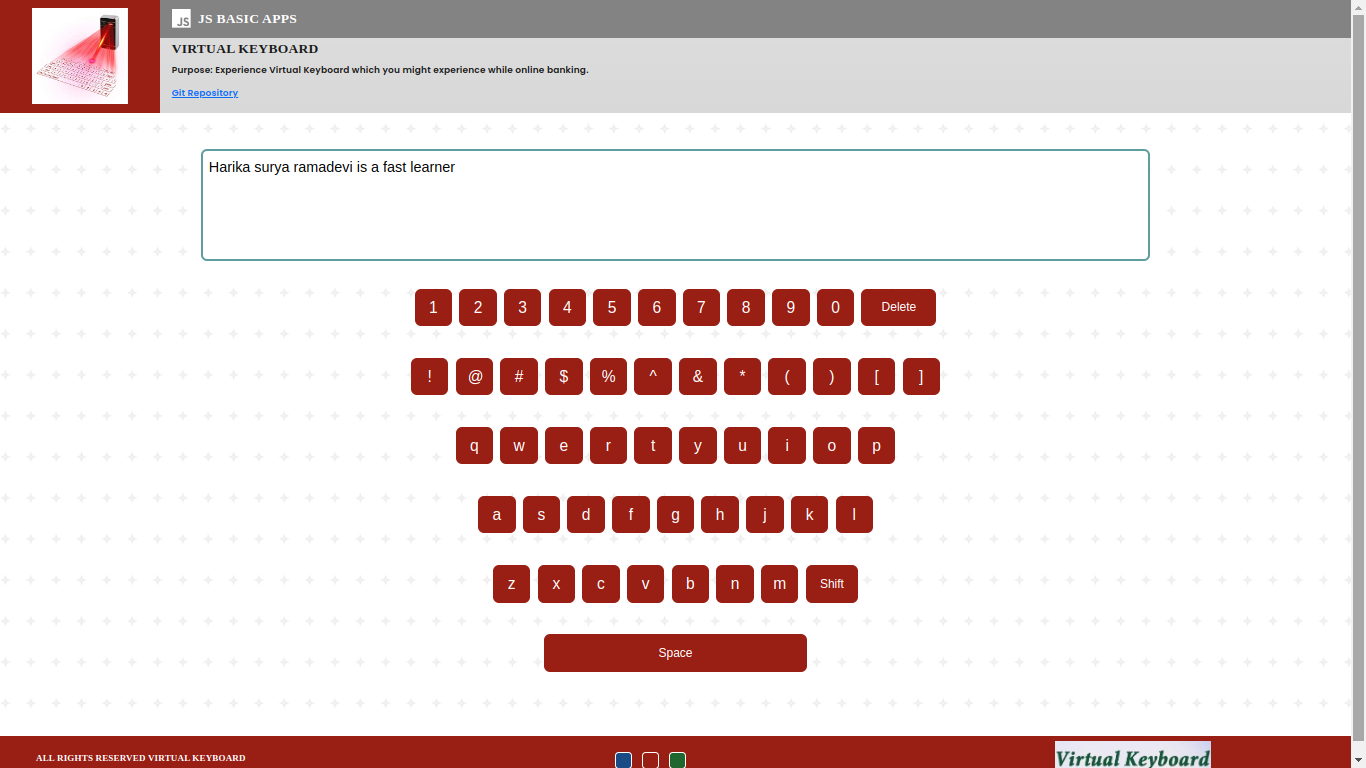 JS JS BASIC APPS
VIRTUAL KEYBOARD
Purpose: Experience Virtual Keyboard which you might experience while online banking.
Git Repository
Harika surya ramadevi is a fast learner
1 2 3 4 5 6 7 8 9 0 Delete
! @ # $ % ^ & * ( ) [ ]
q w e r t y u i o p
a s d f g h j k l
z x c v b n m Shift
Space
ALL RIGHTS RESERVED VIRTUAL KEYBOARD
Virtual Keyboard